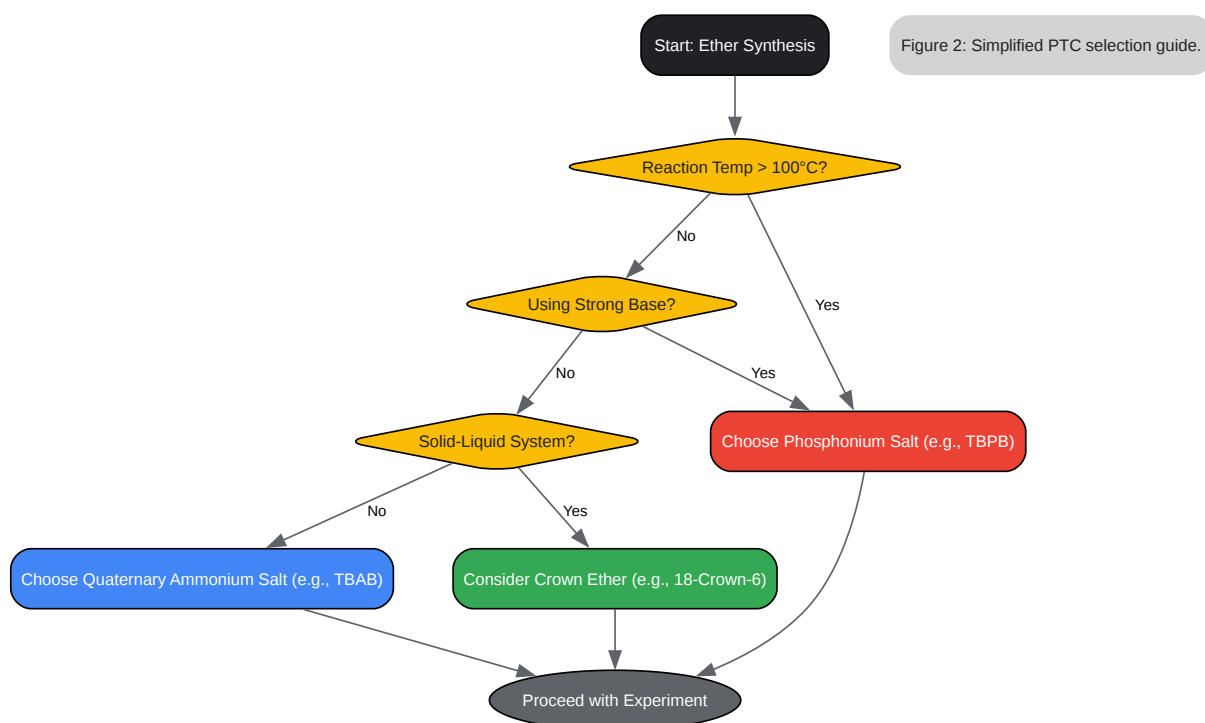 Start: Ether Synthesis
Figure 2: Simplified PTC selection guide.
Reaction Temp > 100°C?
No
Using Strong Base?
Yes
No
Yes
Solid-Liquid System?
Choose Phosphonium Salt (e.g., TBPB)
No
Yes
Choose Quaternary Ammonium Salt (e.g., TBAB)
Consider Crown Ether (e.g., 18-Crown-6)
Proceed with Experiment